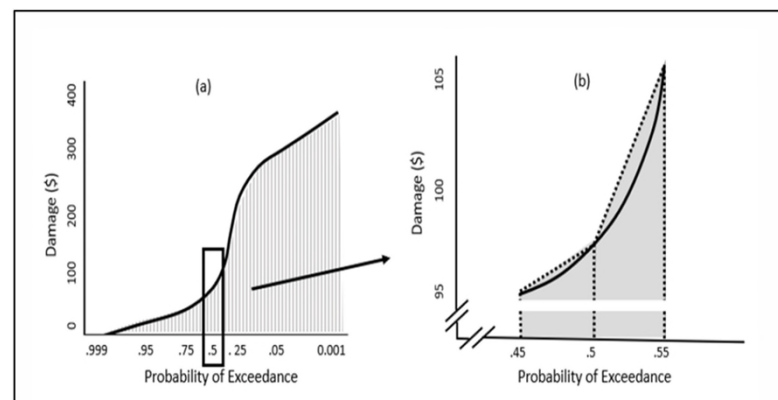 (a)
Damage ($)
400
300
200
100
0
.999 .95 .75 .5 .25 .05 0.001
Probability of Exceedance
(b)
Damage ($)
105
100
95
.45 .5 .55
Probability of Exceedance